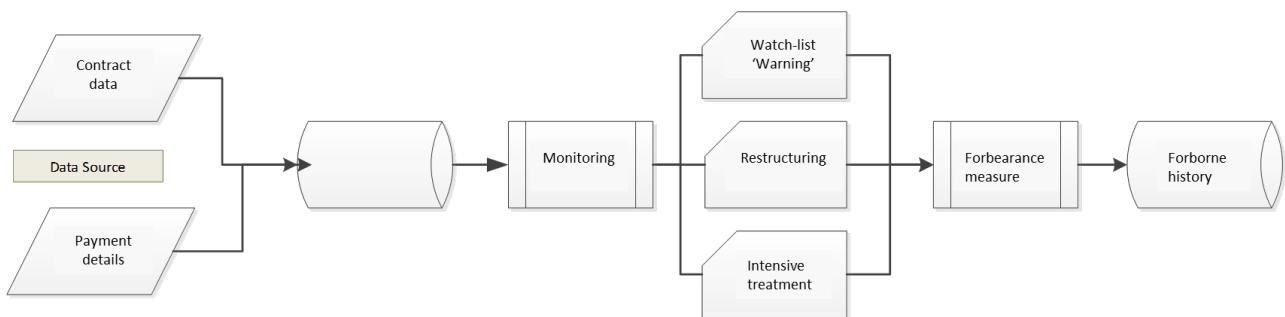 Contract
data
Data Source
Payment
details
Monitoring
Watch-list
‘Warning’
Restructuring
Intensive
treatment
Forbearance
measure
Forborne
history